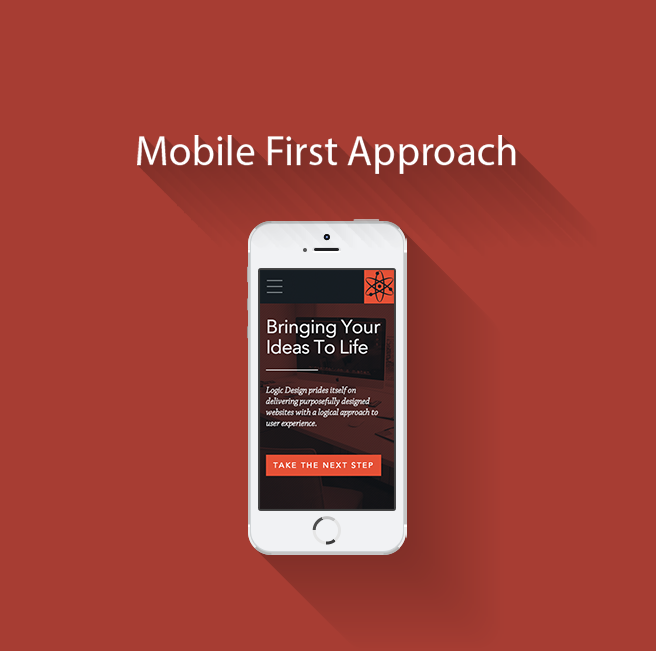 Mobile First Approach
Bringing Your
Ideas To Life
Logic Design prides itself on
delivering purposefully designed
websites with a logical approach to
user experience.
TAKE THE NEXT STEP